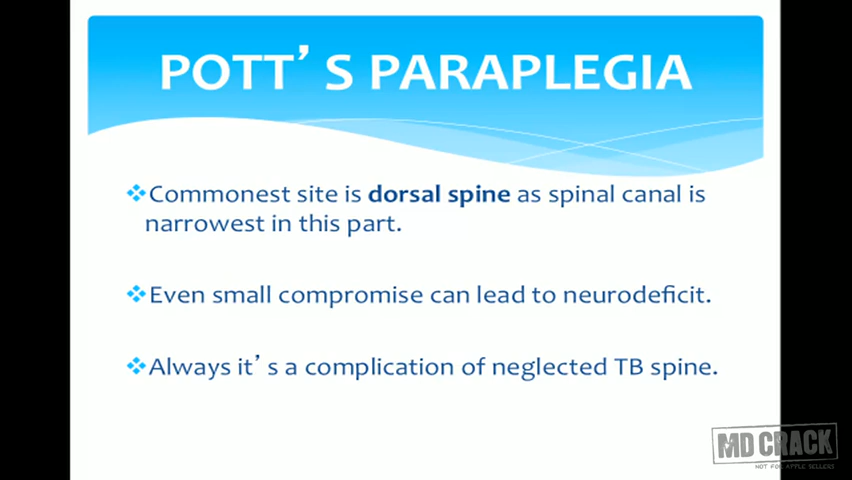 POTT’S PARAPLEGIA
❖Commonest site is dorsal spine as spinal canal is
narrowest in this part.
❖Even small compromise can lead to neurodeficit.
❖Always it’s a complication of neglected TB spine.
MD CRACK
NOT FOR APPLE SELLERS